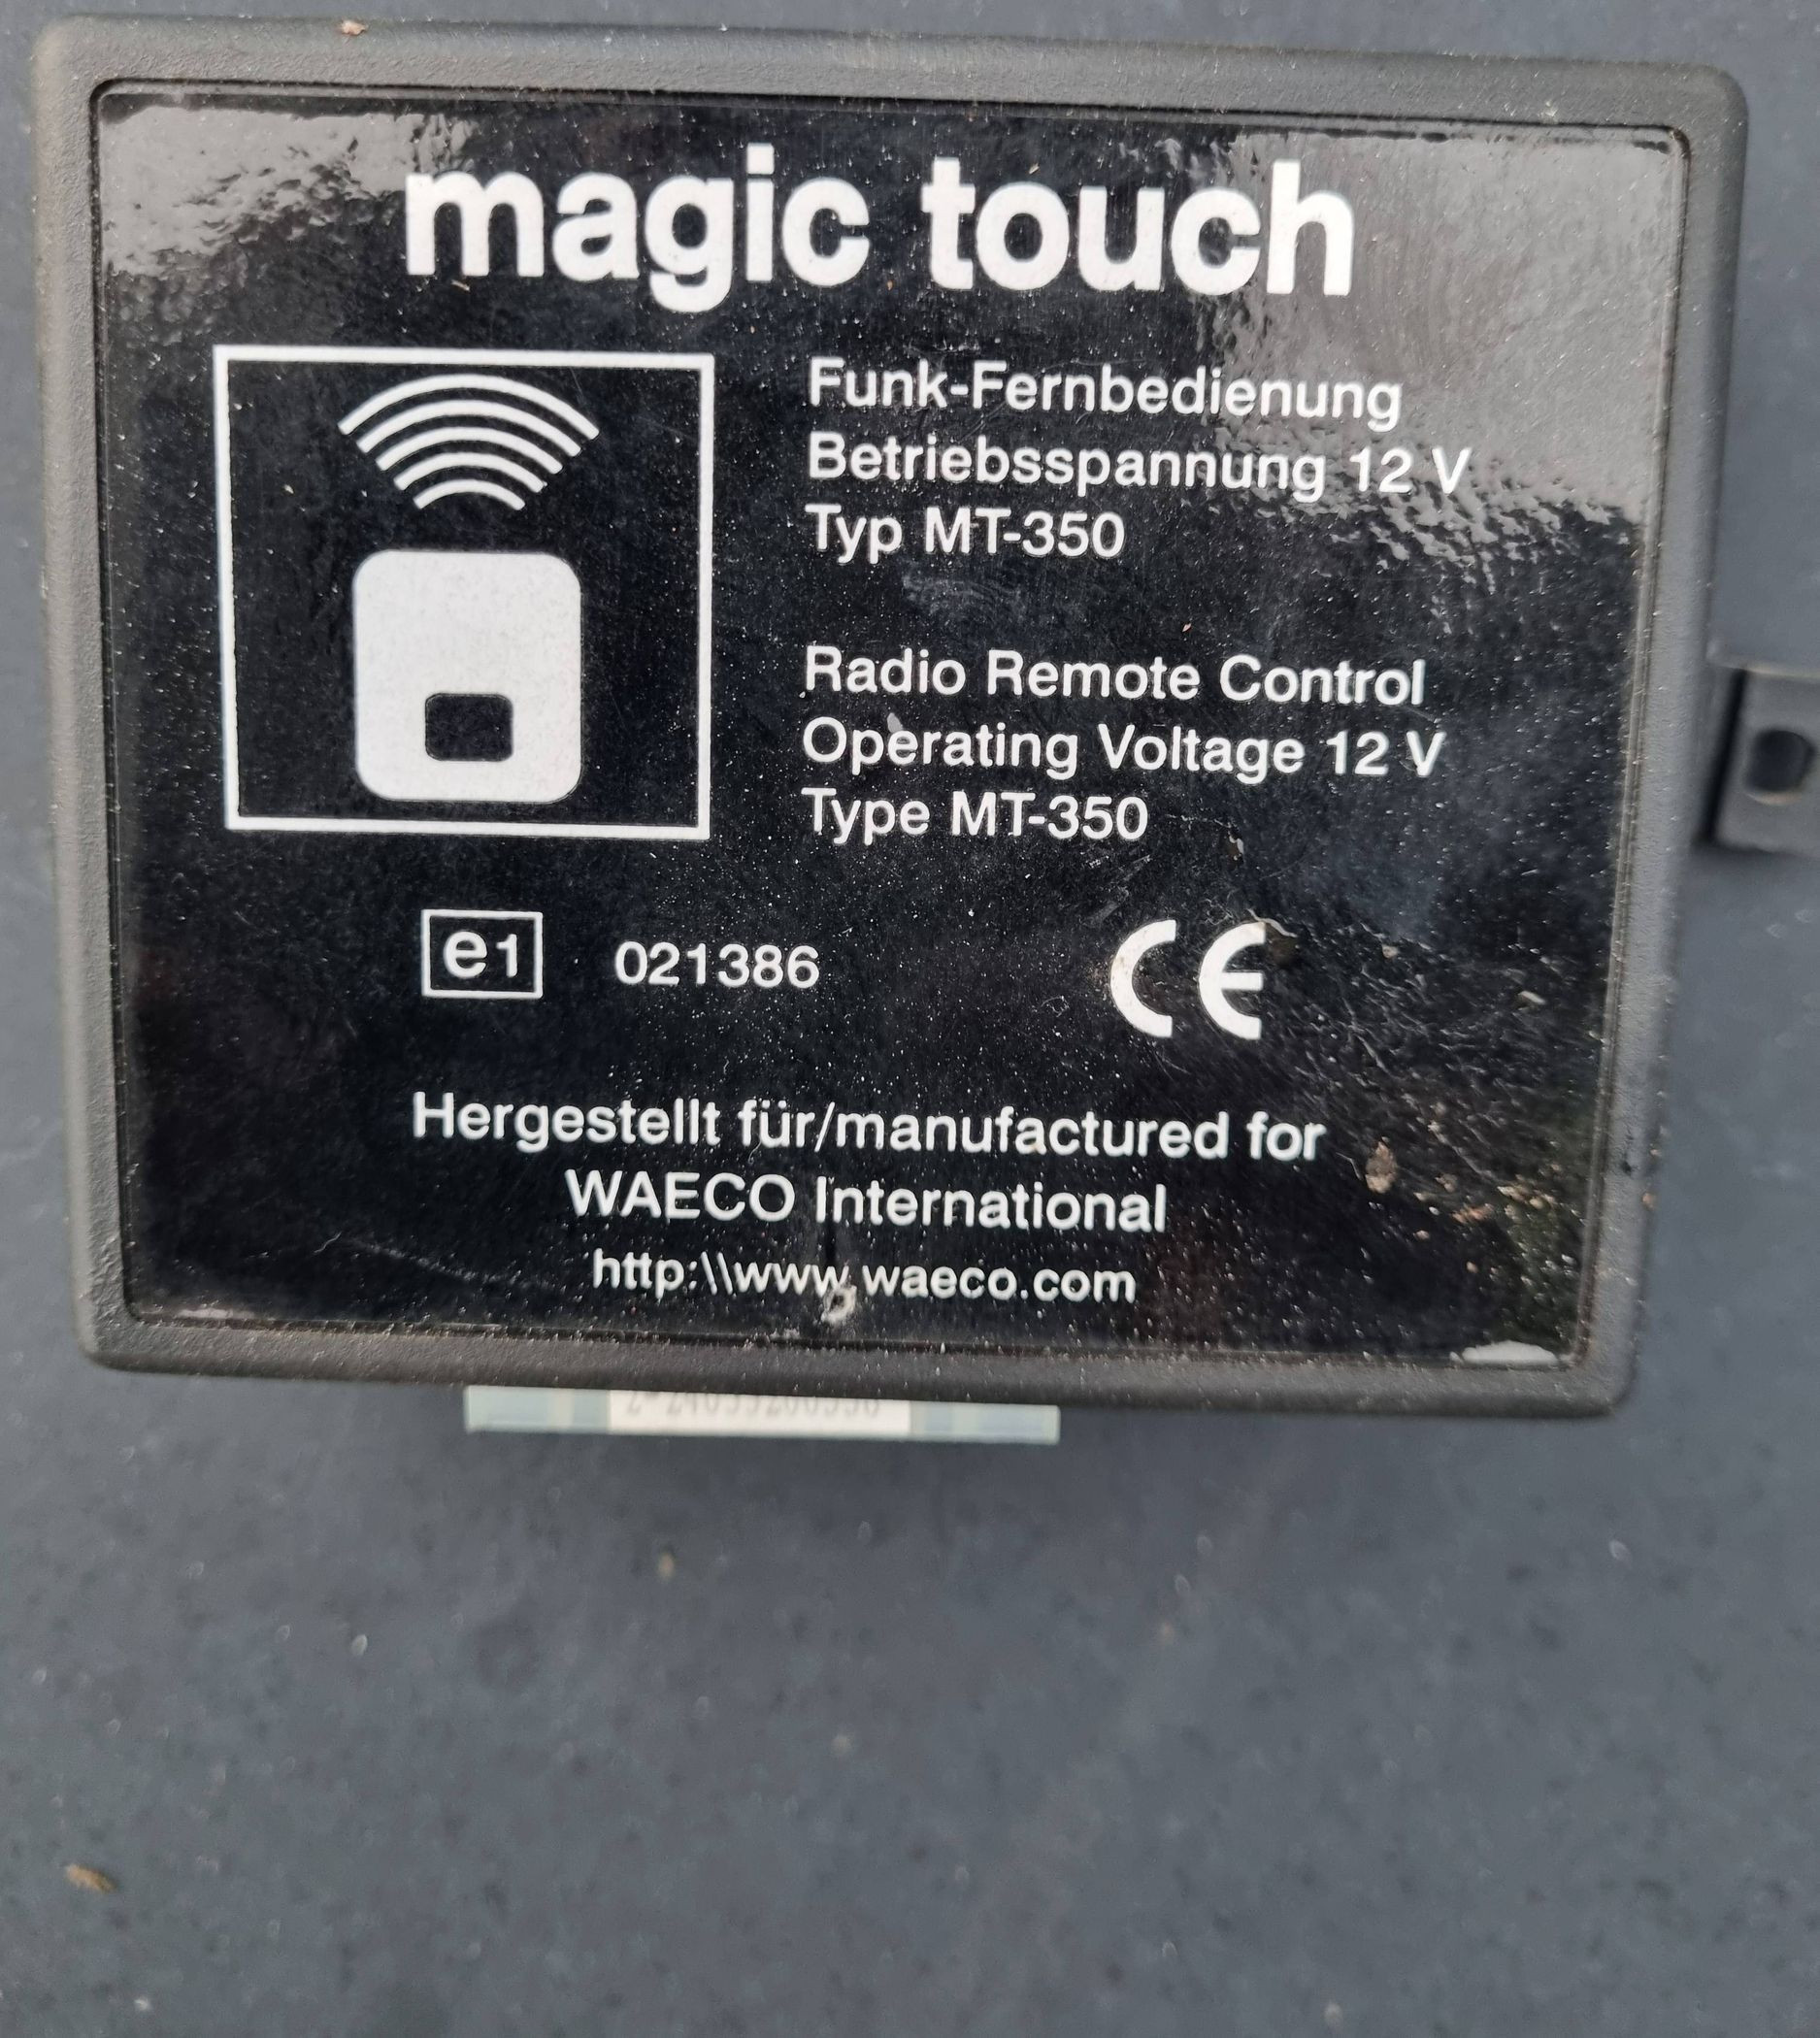 magic touch
Funk-Fernbedienung
Betriebsspannung 12 V
Typ MT-350
Radio Remote Control
Operating Voltage 12 V
Type MT-350
e1 021386 CE
Hergestellt für/manufactured for
WAECO International
http:\\www.waeco.com